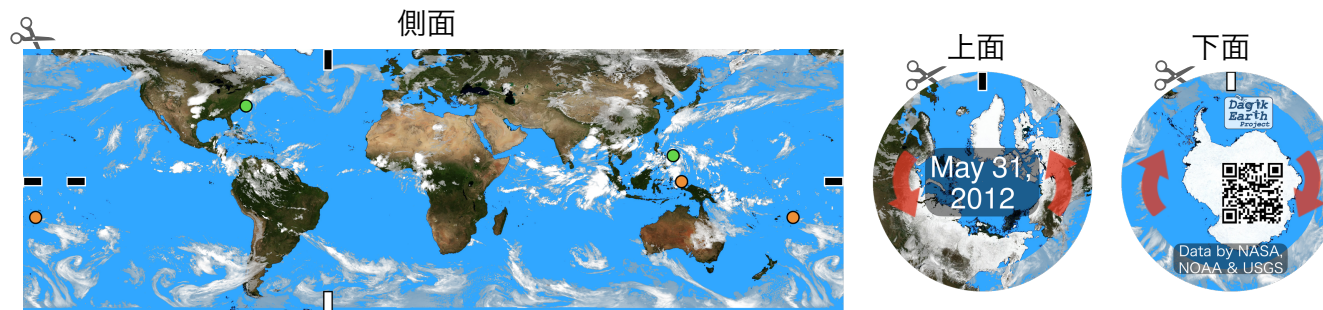 側面
上面
下面
May 31,
2012
Dagik
Earth
Project
Data by NASA,
NOAA & USGS